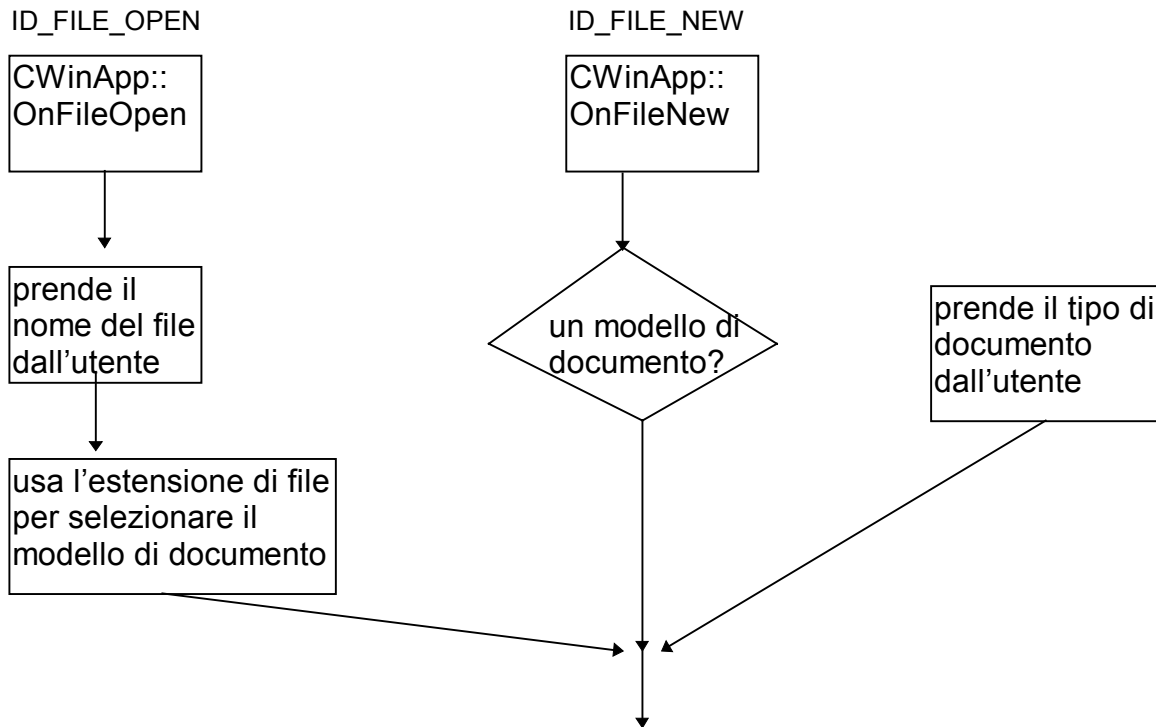 ID_FILE_OPEN
ID_FILE_NEW
CWinApp::
OnFileOpen
CWinApp::
OnFileNew
prende il
nome del file
dall'utente
un modello di
documento?
prende il tipo di
documento
dall'utente
usa l'estensione di file
per selezionare il
modello di documento